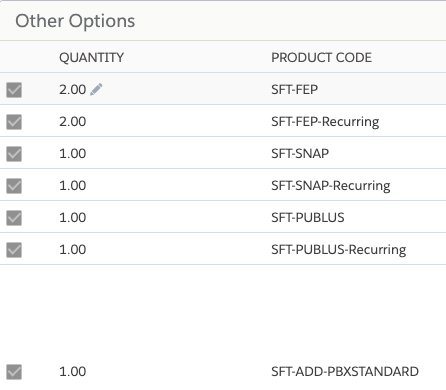 Other Options
QUANTITY PRODUCT CODE
2.00 SFT-FEP
2.00 SFT-FEP-Recurring
1.00 SFT-SNAP
1.00 SFT-SNAP-Recurring
1.00 SFT-PUBLUS
1.00 SFT-PUBLUS-Recurring
1.00 SFT-ADD-PBXSTANDARD